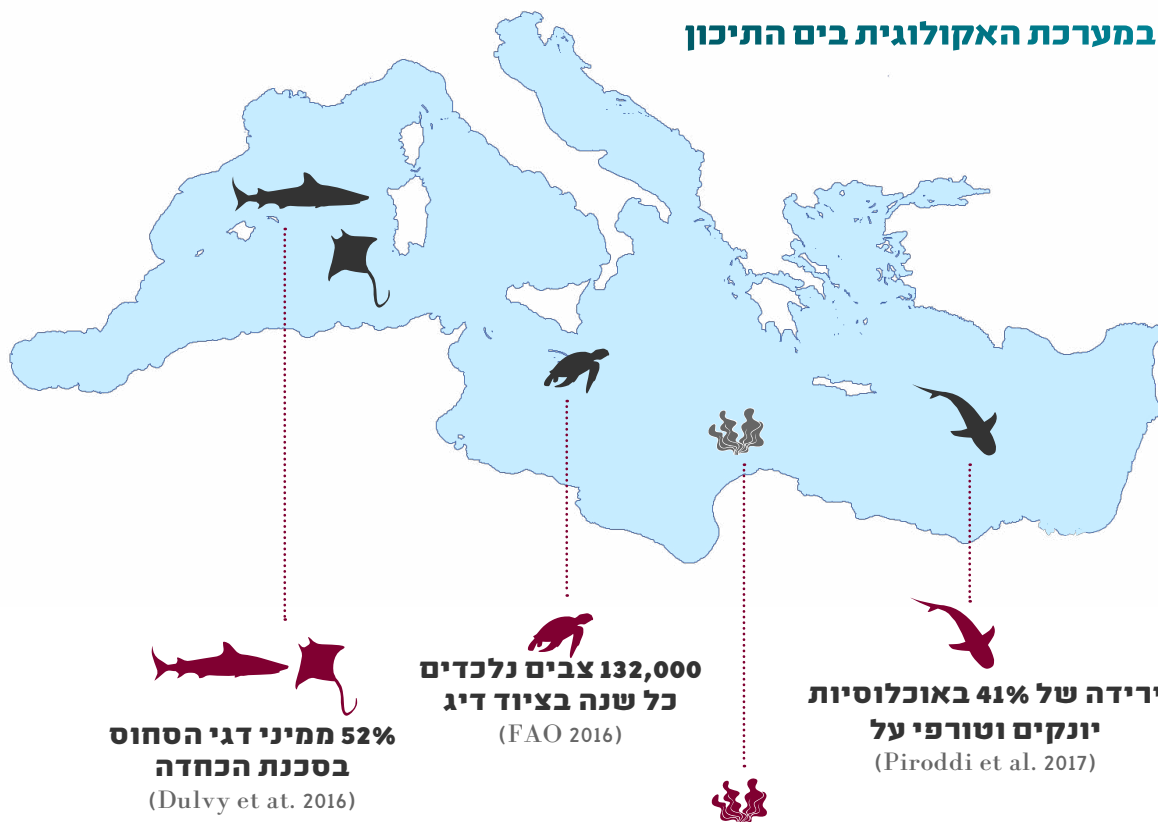 במערכת האקולוגית בים התיכון
ירידה של 41% באוכלוסיות
יונקים וטורפי על
(Piroddi et al. 2017)
132,000 צבים נלכדים
כל שנה בציוד דיג
(FAO 2016)
52% ממיני דגי הסחוס
בסכנת הכחדה
(Dulvy et at. 2016)